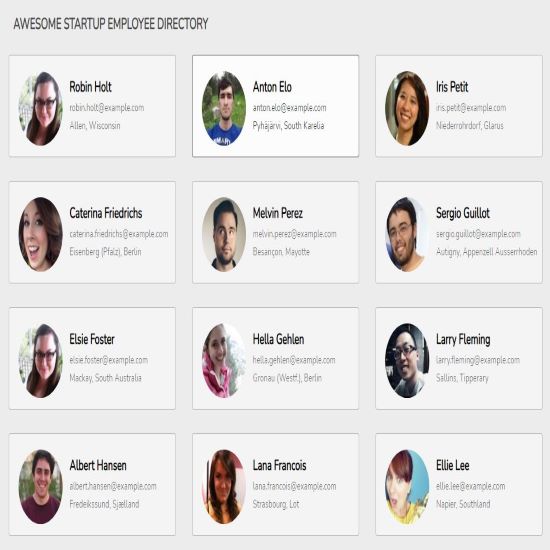 AWESOME STARTUP EMPLOYEE DIRECTORY
Robin Holt
robin.holt@example.com
Allen, Wisconsin
Anton Elo
anton.elo@example.com
Pyhäjärvi, South Karelia
Iris Petit
iris.petit@example.com
Niederrohrdorf, Glarus
Caterina Friedrichs
caterina.friedrichs@example.com
Eisenberg (Pfalz), Berlin
Melvin Perez
melvin.perez@example.com
Besançon, Mayotte
Sergio Guillot
sergio.guillot@example.com
Autigny, Appenzell Ausserrhoden
Elsie Foster
elsie.foster@example.com
Mackay, South Australia
Hella Gehlen
hella.gehlen@example.com
Gronau (Westf.), Berlin
Larry Fleming
larry.fleming@example.com
Sallins, Tipperary
Albert Hansen
albert.hansen@example.com
Fredeikssund, Sjælland
Lana Francois
lana.francois@example.com
Strasbourg, Lot
Ellie Lee
ellie.lee@example.com
Napier, Southland